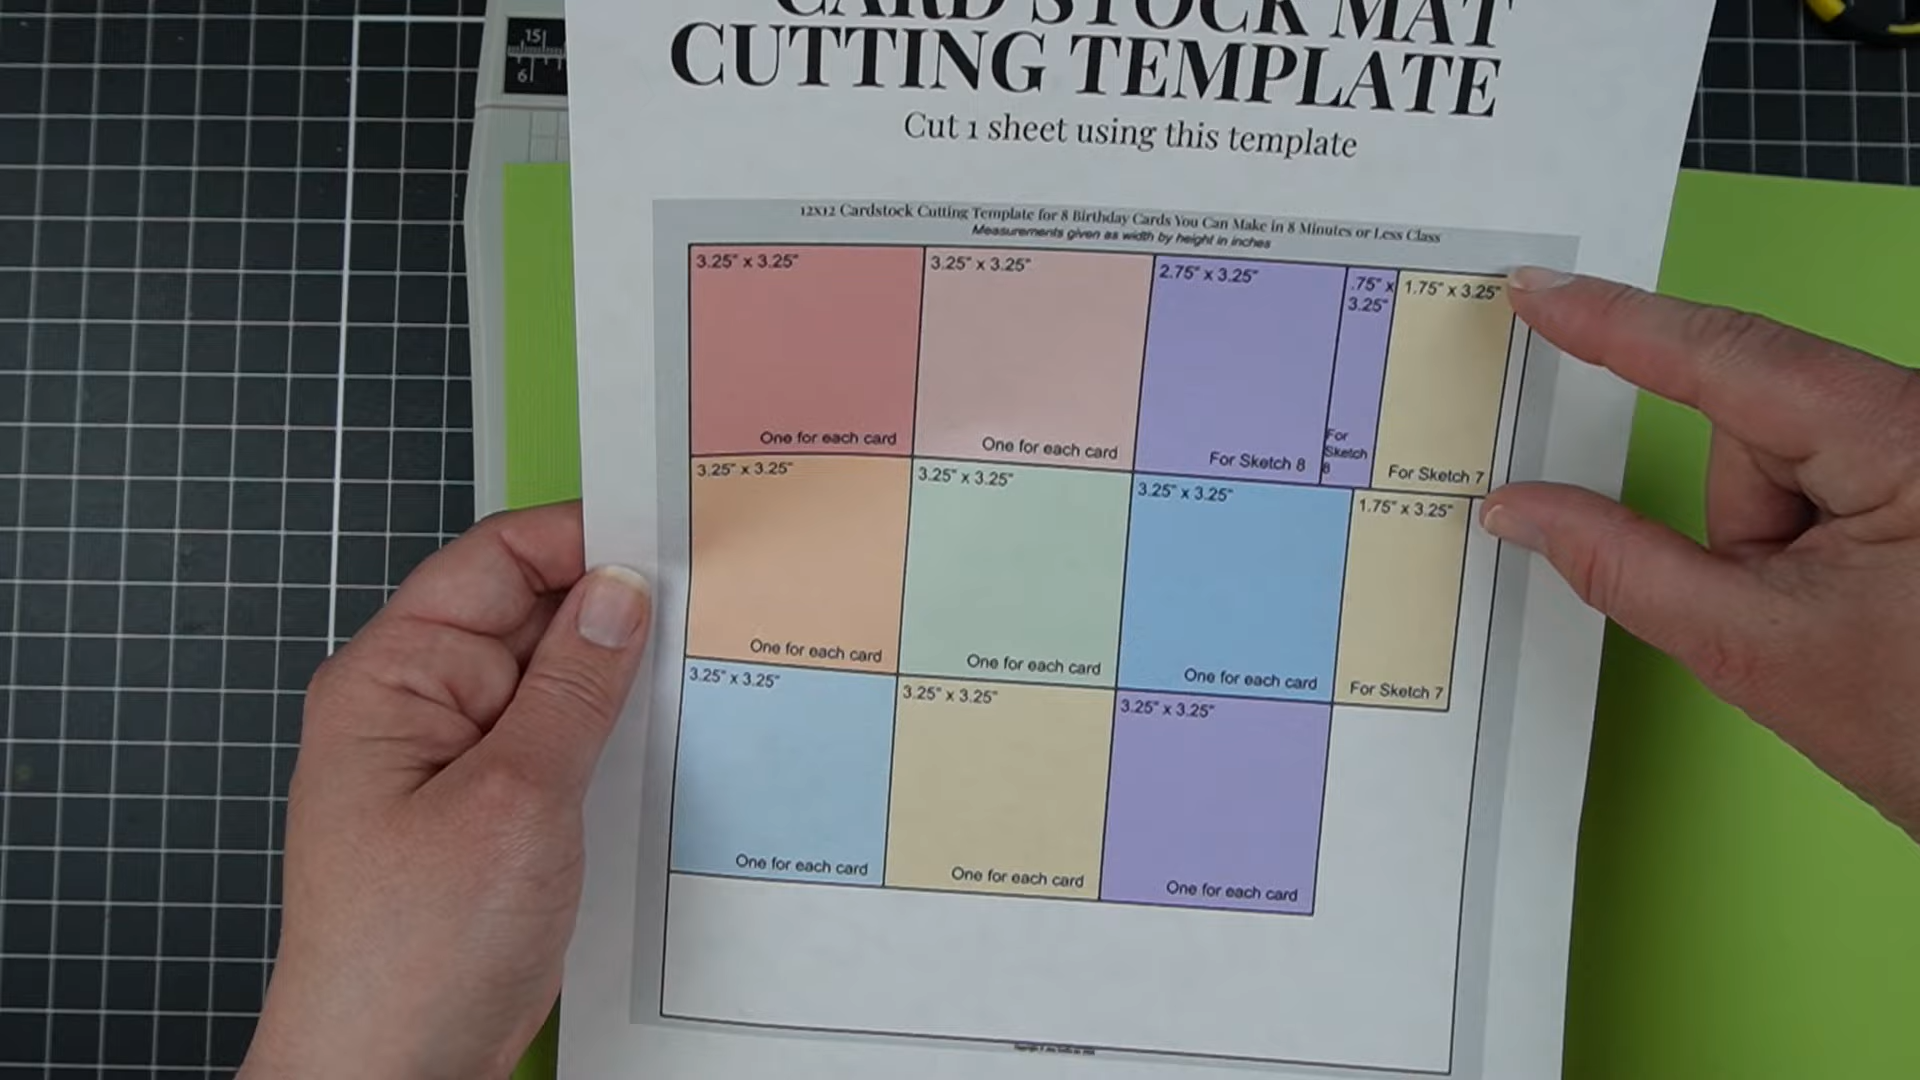 15
6
CARD STOCK MAT
CUTTING TEMPLATE
Cut 1 sheet using this template
12x12 Cardstock Cutting Template for 8 Birthday Cards You Can Make in 8 Minutes or Less Class
Measurements given as width by height in inches
3.25" x 3.25"
One for each card
3.25" x 3.25"
One for each card
2.75" x 3.25"
For Sketch 8
.75" x
3.25"
For
Sketch
8
1.75" x 3.25"
For Sketch 7
3.25" x 3.25"
One for each card
3.25" x 3.25"
One for each card
3.25" x 3.25"
One for each card
1.75" x 3.25"
For Sketch 7
3.25" x 3.25"
One for each card
3.25" x 3.25"
One for each card
3.25" x 3.25"
One for each card